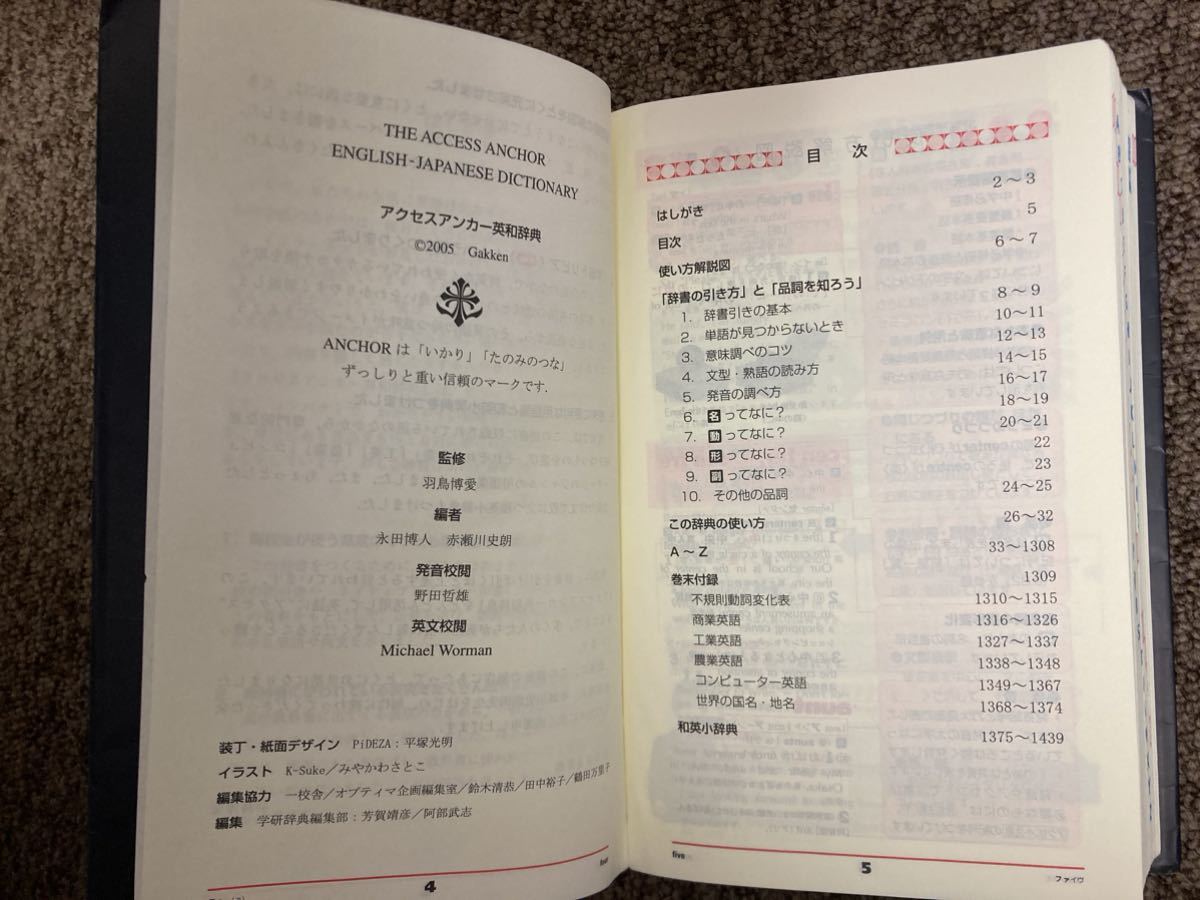 THE ACCESS ANCHOR
ENGLISH-JAPANESE DICTIONARY
アクセスアンカー英和辞典
©2005 Gakken
ANCHOR は「いかり」「たのみのつな」
ずっしりと重い信頼のマークです.
監修
羽鳥博愛
編者
永田博人 赤瀬川史朗
発音校閲
野田哲雄
英文校閲
Michael Worman
装丁・紙面デザイン PiDEZA:平塚光明
イラスト K-Suke/みやかわさとこ
編集協力 一校舎/オプティマ企画編集室/鈴木清恭/田中裕子/鶴田万里子
編集 学研辞典編集部:芳賀靖彦/阿部武志
four
4
目次
はしがき 2〜3
目次 5
使い方解説図 6〜7
「辞書の引き方」と「品詞を知ろう」
1. 辞書引きの基本 8〜9
2. 単語が見つからないとき 10〜11
3. 意味調べのコツ 12〜13
4. 文型・熟語の読み方 14〜15
5. 発音の調べ方 16〜17
6. 名ってなに? 18〜19
7. 動ってなに? 20〜21
8. 形ってなに? 22
9. 副ってなに? 23
10. その他の品詞 24〜25
この辞典の使い方 26〜32
A〜Z 33〜1308
巻末付録 1309
不規則動詞変化表 1310〜1315
商業英語 1316〜1326
工業英語 1327〜1337
農業英語 1338〜1348
コンピューター英語 1349〜1367
世界の国名・地名 1368〜1374
和英小辞典 1375〜1439
five
5
ファイヴ